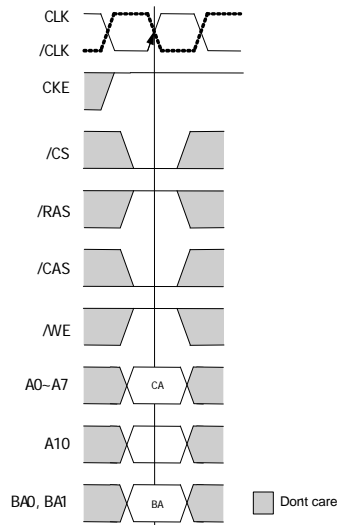 CLK
/CLK
CKE
/CS
/RAS
/CAS
/WE
A0~A7
CA
A10
BA0, BA1
BA
Dont care